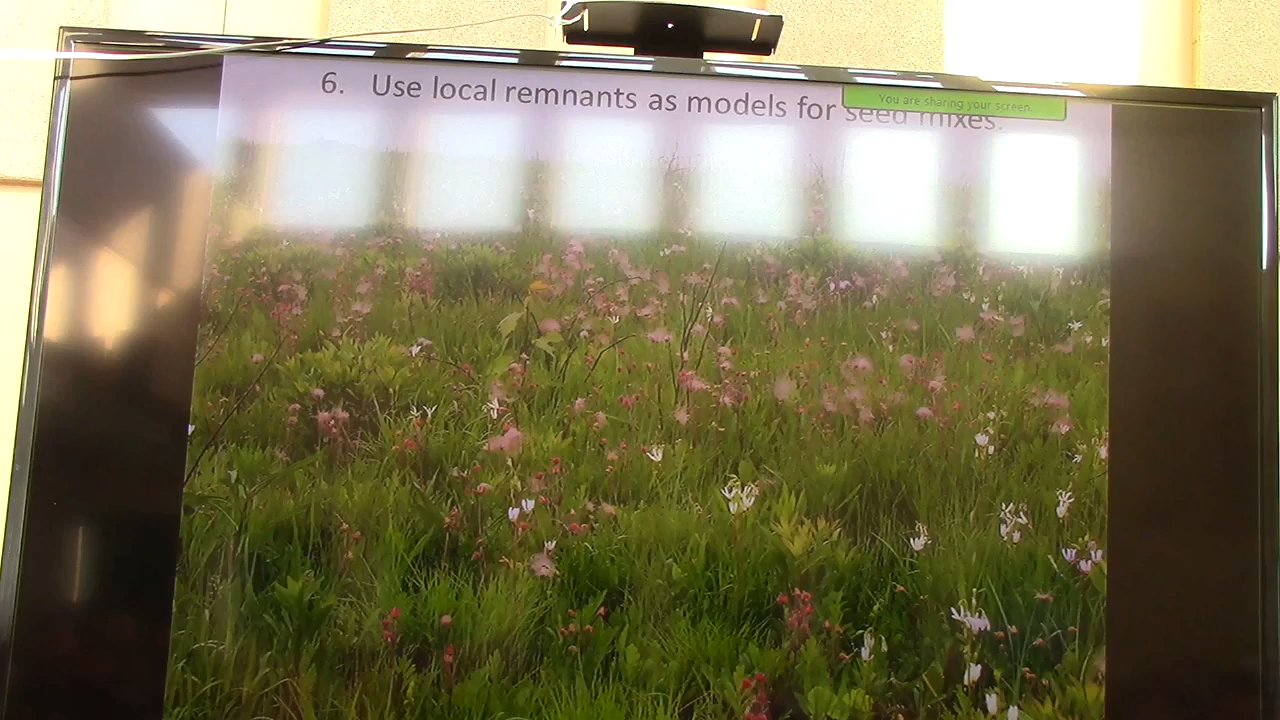 6. Use local remnants as models for seed mixes.
You are sharing your screen.